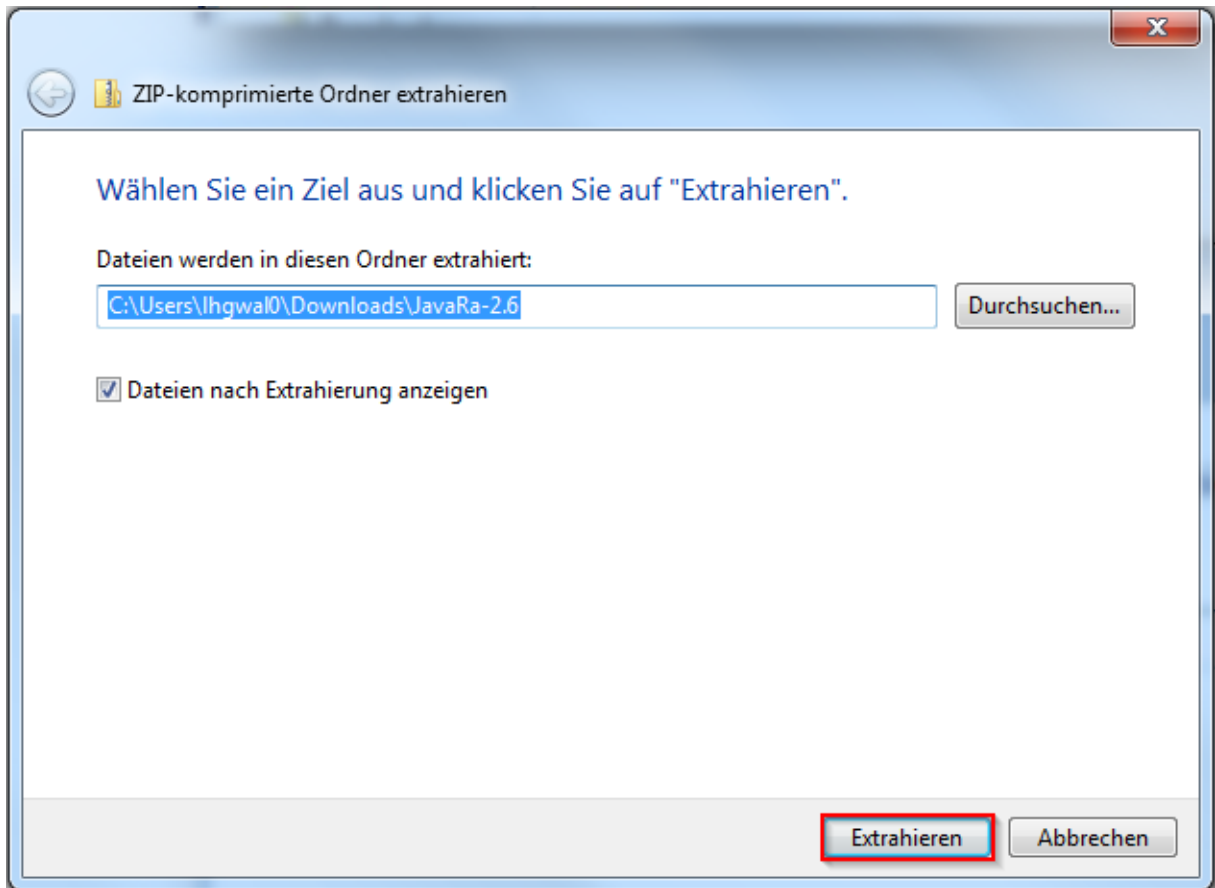 ZIP-komprimierte Ordner extrahieren
Wählen Sie ein Ziel aus und klicken Sie auf "Extrahieren".
Dateien werden in diesen Ordner extrahiert:
C:\Users\lhgwal0\Downloads\JavaRa-2.6
Durchsuchen...
Dateien nach Extrahierung anzeigen
Extrahieren
Abbrechen